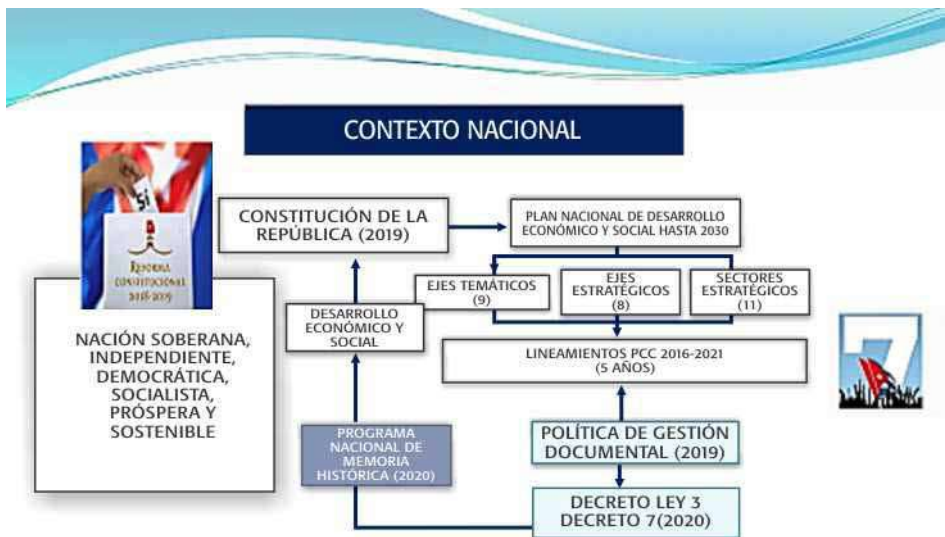 CONTEXTO NACIONAL
Sí
REFORMA
CONSTITUCIONAL
2018-2019
NACIÓN SOBERANA,
INDEPENDIENTE,
DEMOCRÁTICA,
SOCIALISTA,
PRÓSPERA Y
SOSTENIBLE
CONSTITUCIÓN DE LA
REPÚBLICA (2019)
PLAN NACIONAL DE DESARROLLO
ECONÓMICO Y SOCIAL HASTA 2030
EJES TEMÁTICOS
(9)
EJES
ESTRATÉGICOS
(8)
SECTORES
ESTRATÉGICOS
(11)
DESARROLLO
ECONÓMICO Y
SOCIAL
LINEAMIENTOS PCC 2016-2021
(5 AÑOS)
7
PROGRAMA
NACIONAL DE
MEMORIA
HISTÓRICA (2020)
POLÍTICA DE GESTIÓN
DOCUMENTAL (2019)
DECRETO LEY 3
DECRETO 7(2020)